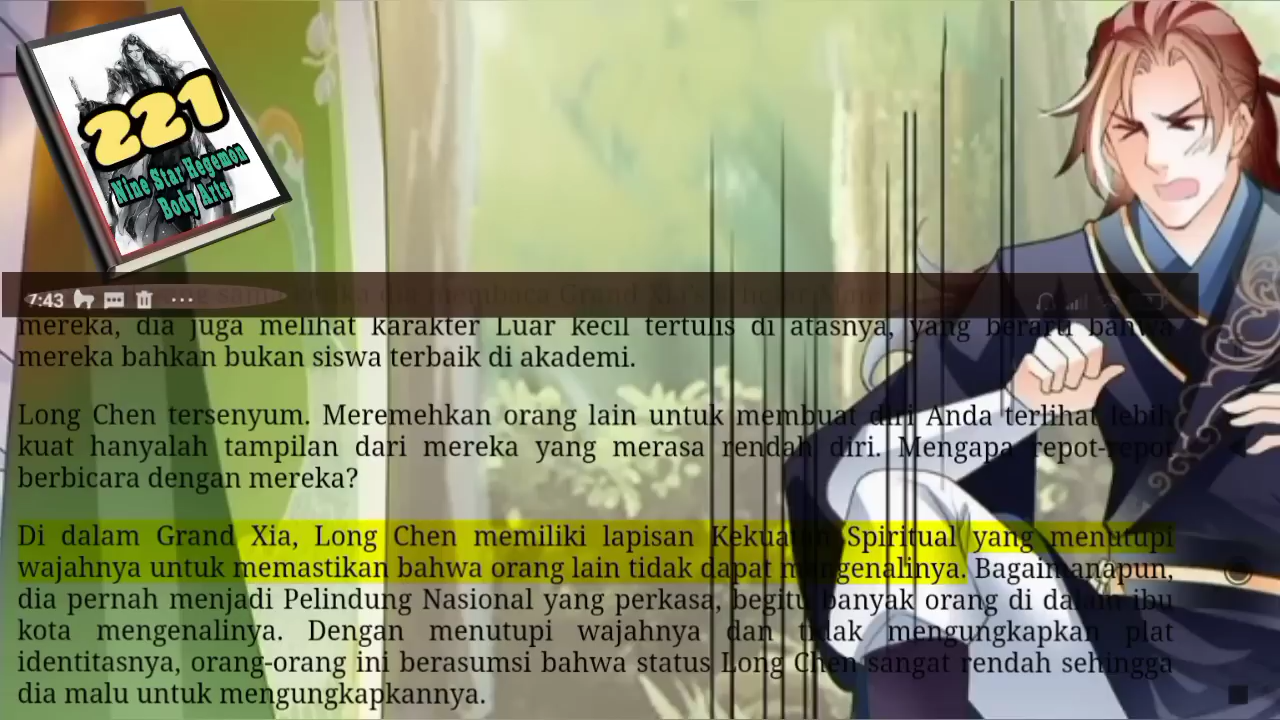 221
Nine Star Hegemon
Body Arts
7:43
membaca Grand Xia's
mereka, dia juga melihat karakter Luar kecil tertulis di atasnya, yang berarti bahwa
mereka bahkan bukan siswa terbaik di akademi.
Long Chen tersenyum. Meremehkan orang lain untuk membuat diri Anda terlihat lebih
kuat hanyalah tampilan dari mereka yang merasa rendah diri. Mengapa repot-repot
berbicara dengan mereka?
Di dalam Grand Xia, Long Chen memiliki lapisan Kekuatan Spiritual yang menutupi
wajahnya untuk memastikan bahwa orang lain tidak dapat mengenalinya. Bagaimanapun,
dia pernah menjadi Pelindung Nasional yang perkasa, begitu banyak orang di dalam ibu
kota mengenalinya. Dengan menutupi wajahnya dan tidak mengungkapkan plat
identitasnya, orang-orang ini berasumsi bahwa status Long Chen sangat rendah sehingga
dia malu untuk mengungkapkannya.